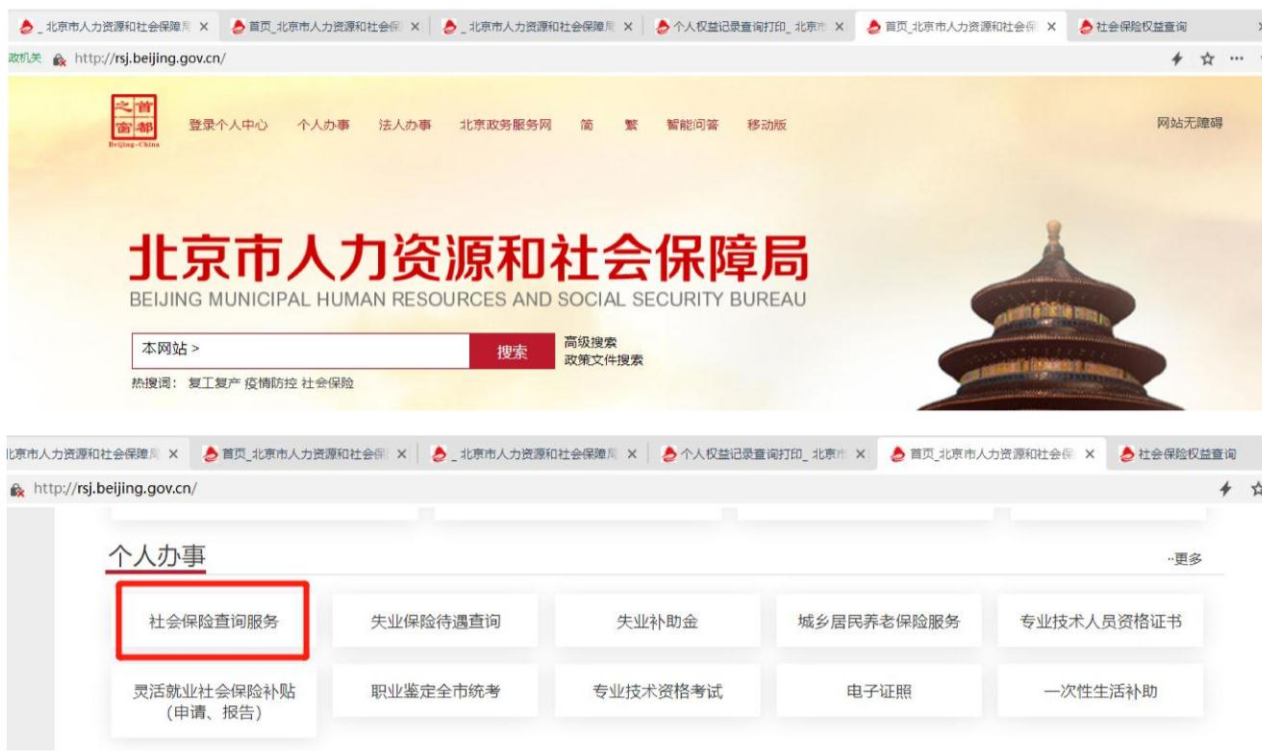 _ 北京市人力资源和社会保障局
首页_北京市人力资源和社会保
_ 北京市人力资源和社会保障局
个人权益记录查询打印_ 北京市
首页_北京市人力资源和社会保
社会保险权益查询
政机关 http://rsj.beijing.gov.cn/
首都之窗
Beijing-China
登录个人中心 个人办事 法人办事 北京政务服务网 简 繁 智能问答 移动版 网站无障碍
北京市人力资源和社会保障局
BEIJING MUNICIPAL HUMAN RESOURCES AND SOCIAL SECURITY BUREAU
本网站 > 搜索 高级搜索
政策文件搜索
热搜词： 复工复产 疫情防控 社会保险
北京市人力资源和社会保障局
首页_北京市人力资源和社会保
_ 北京市人力资源和社会保障局
个人权益记录查询打印_ 北京市
首页_北京市人力资源和社会保
社会保险权益查询
http://rsj.beijing.gov.cn/
个人办事 ··更多
社会保险查询服务 失业保险待遇查询 失业补助金 城乡居民养老保险服务 专业技术人员资格证书
灵活就业社会保险补贴
(申请、报告) 职业鉴定全市统考 专业技术资格考试 电子证照 一次性生活补助